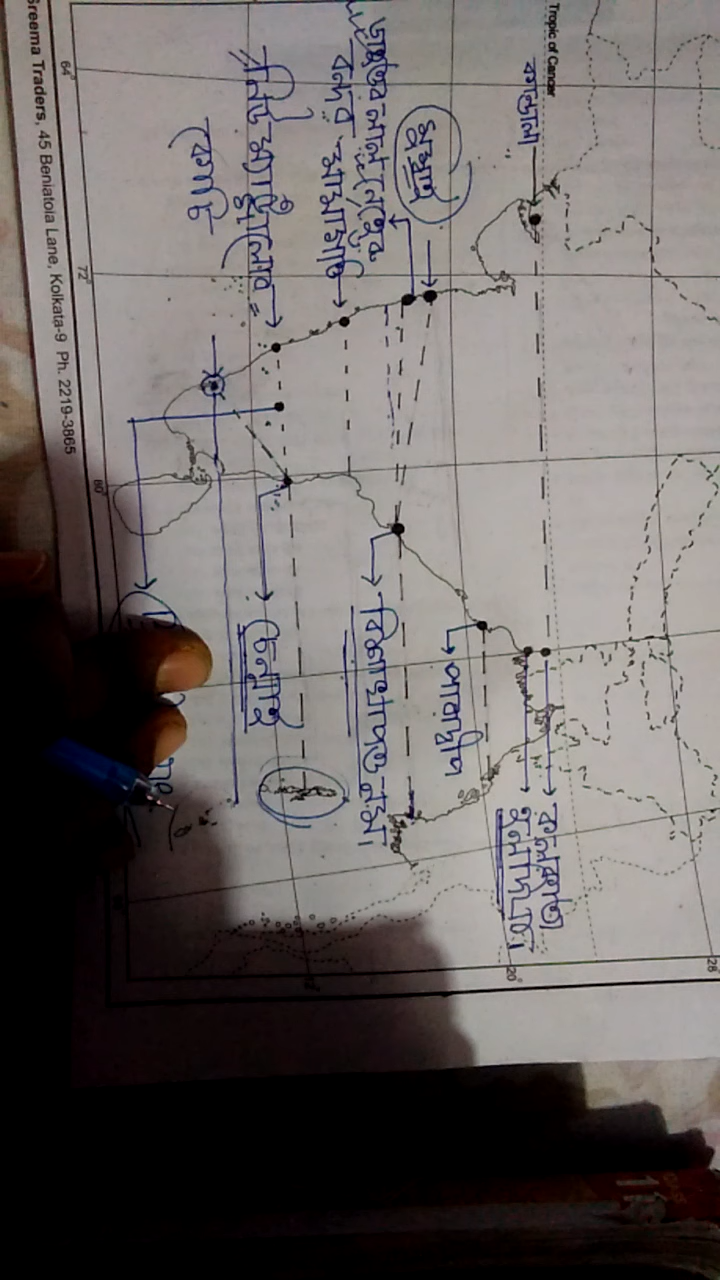 Tropic of Cancer
কান্ডালা
মুম্বাই
জওহরলাল নেহেরু
বন্দর
মার্মাগাঁও
নিউ ম্যাঙ্গালোর
কোচি
চেন্নাই
বিশাখাপত্তনম।
পারাদ্বীপ
কলকাতা
হলদিয়া
64°
72°
80°
20°
28
Sreema Traders, 45 Beniatola Lane, Kolkata-9 Ph. 2219-3865